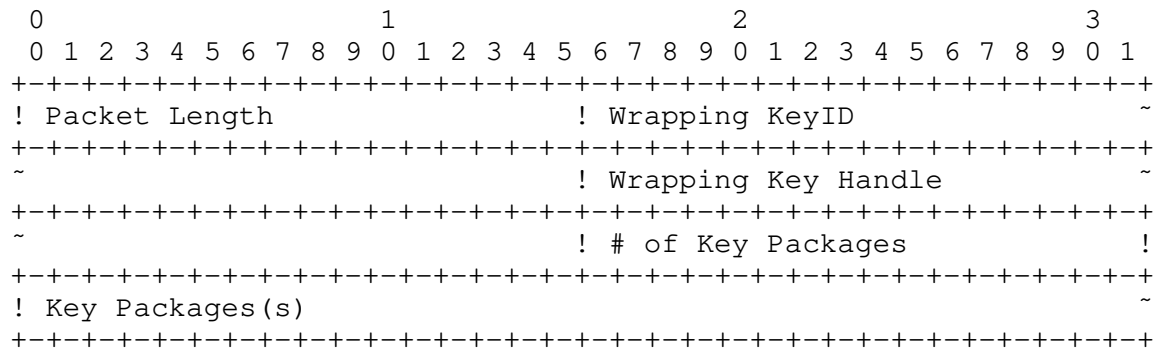 0                   1                   2                   3
 0 1 2 3 4 5 6 7 8 9 0 1 2 3 4 5 6 7 8 9 0 1 2 3 4 5 6 7 8 9 0 1
+-+-+-+-+-+-+-+-+-+-+-+-+-+-+-+-+-+-+-+-+-+-+-+-+-+-+-+-+-+-+-+-+
! Packet Length                 ! Wrapping KeyID                ~
+-+-+-+-+-+-+-+-+-+-+-+-+-+-+-+-+-+-+-+-+-+-+-+-+-+-+-+-+-+-+-+-+
~                               ! Wrapping Key Handle           ~
+-+-+-+-+-+-+-+-+-+-+-+-+-+-+-+-+-+-+-+-+-+-+-+-+-+-+-+-+-+-+-+-+
~                               ! # of Key Packages             !
+-+-+-+-+-+-+-+-+-+-+-+-+-+-+-+-+-+-+-+-+-+-+-+-+-+-+-+-+-+-+-+-+
! Key Packages(s)                                               ~
+-+-+-+-+-+-+-+-+-+-+-+-+-+-+-+-+-+-+-+-+-+-+-+-+-+-+-+-+-+-+-+-+